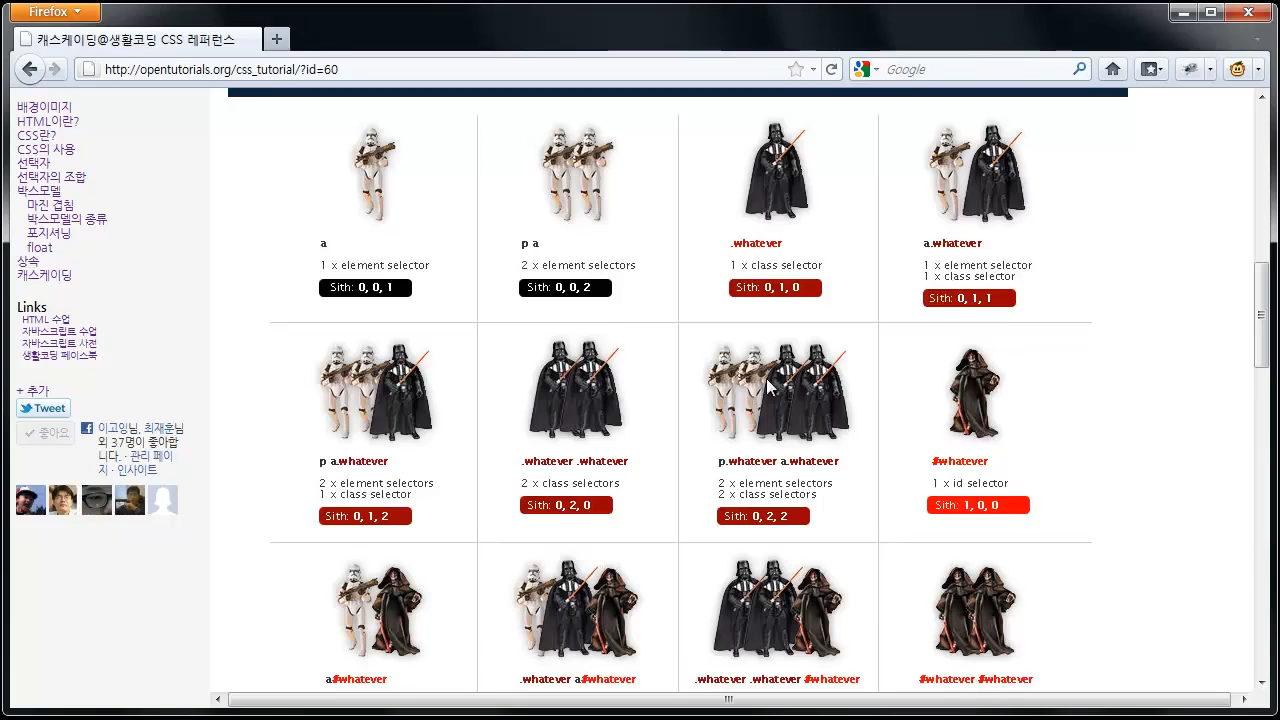 Firefox
캐스케이딩@생활코딩 CSS 레퍼런스
http://opentutorials.org/css_tutorial/?id=60
Google
배경이미지
HTML이란?
CSS란?
CSS의 사용
선택자
선택자의 조합
박스모델
마진 겹침
박스모델의 종류
포지셔닝
float
상속
캐스케이딩
Links
HTML 수업
자바스크립트 수업
자바스크립트 사전
생활코딩 페이스북
+ 추가
Tweet
좋아요
이고잉님, 최재훈님
외 37명이 좋아합
니다. · 관리 페이
지 · 인사이트
a
1 x element selector
Sith: 0, 0, 1
p a
2 x element selectors
Sith: 0, 0, 2
.whatever
1 x class selector
Sith: 0, 1, 0
a.whatever
1 x element selector
1 x class selector
Sith: 0, 1, 1
p a.whatever
2 x element selectors
1 x class selector
Sith: 0, 1, 2
.whatever .whatever
2 x class selectors
Sith: 0, 2, 0
p.whatever a.whatever
2 x element selectors
2 x class selectors
Sith: 0, 2, 2
#whatever
1 x id selector
Sith: 1, 0, 0
a#whatever
.whatever a#whatever
.whatever .whatever #whatever
#whatever #whatever